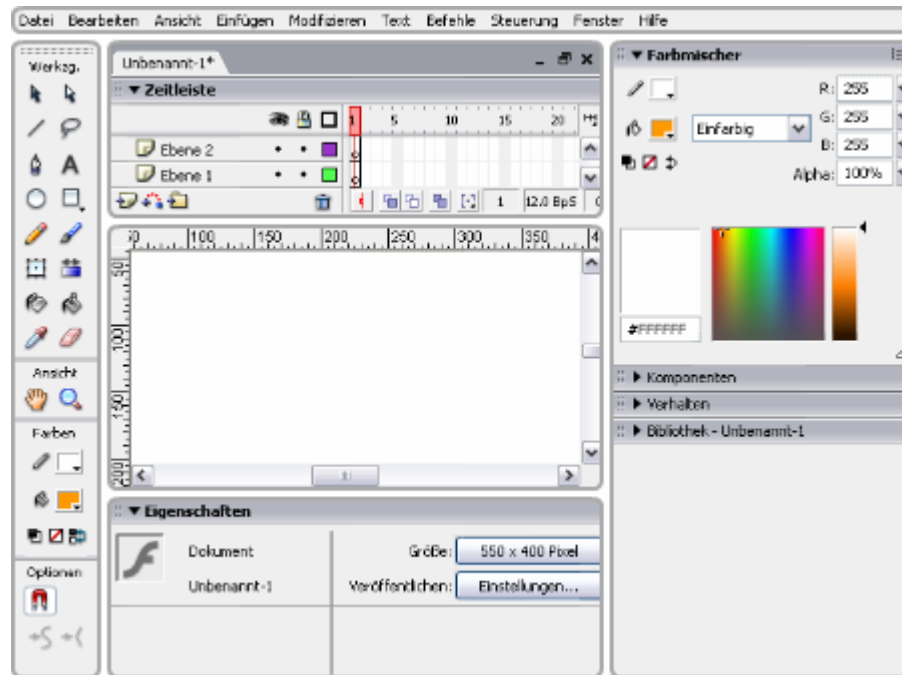 Datei Bearbeiten Ansicht Einfügen Modifizieren Text Befehle Steuerung Fenster Hilfe
Werkzg.
Unbenannt-1*
Zeitleiste
1 5 10 15 20
Ebene 2
Ebene 1
1 12.0 BpS
100 150 200 250 300 350 4
50
100
150
200
Ansicht
Farben
Optionen
Eigenschaften
Dokument
Größe: 550 x 400 Pixel
Unbenannt-1
Veröffentlichen: Einstellungen...
Farbmischer
R: 255
Einfarbig
G: 255
B: 255
Alpha: 100%
#FFFFFF
Komponenten
Verhalten
Bibliothek - Unbenannt-1